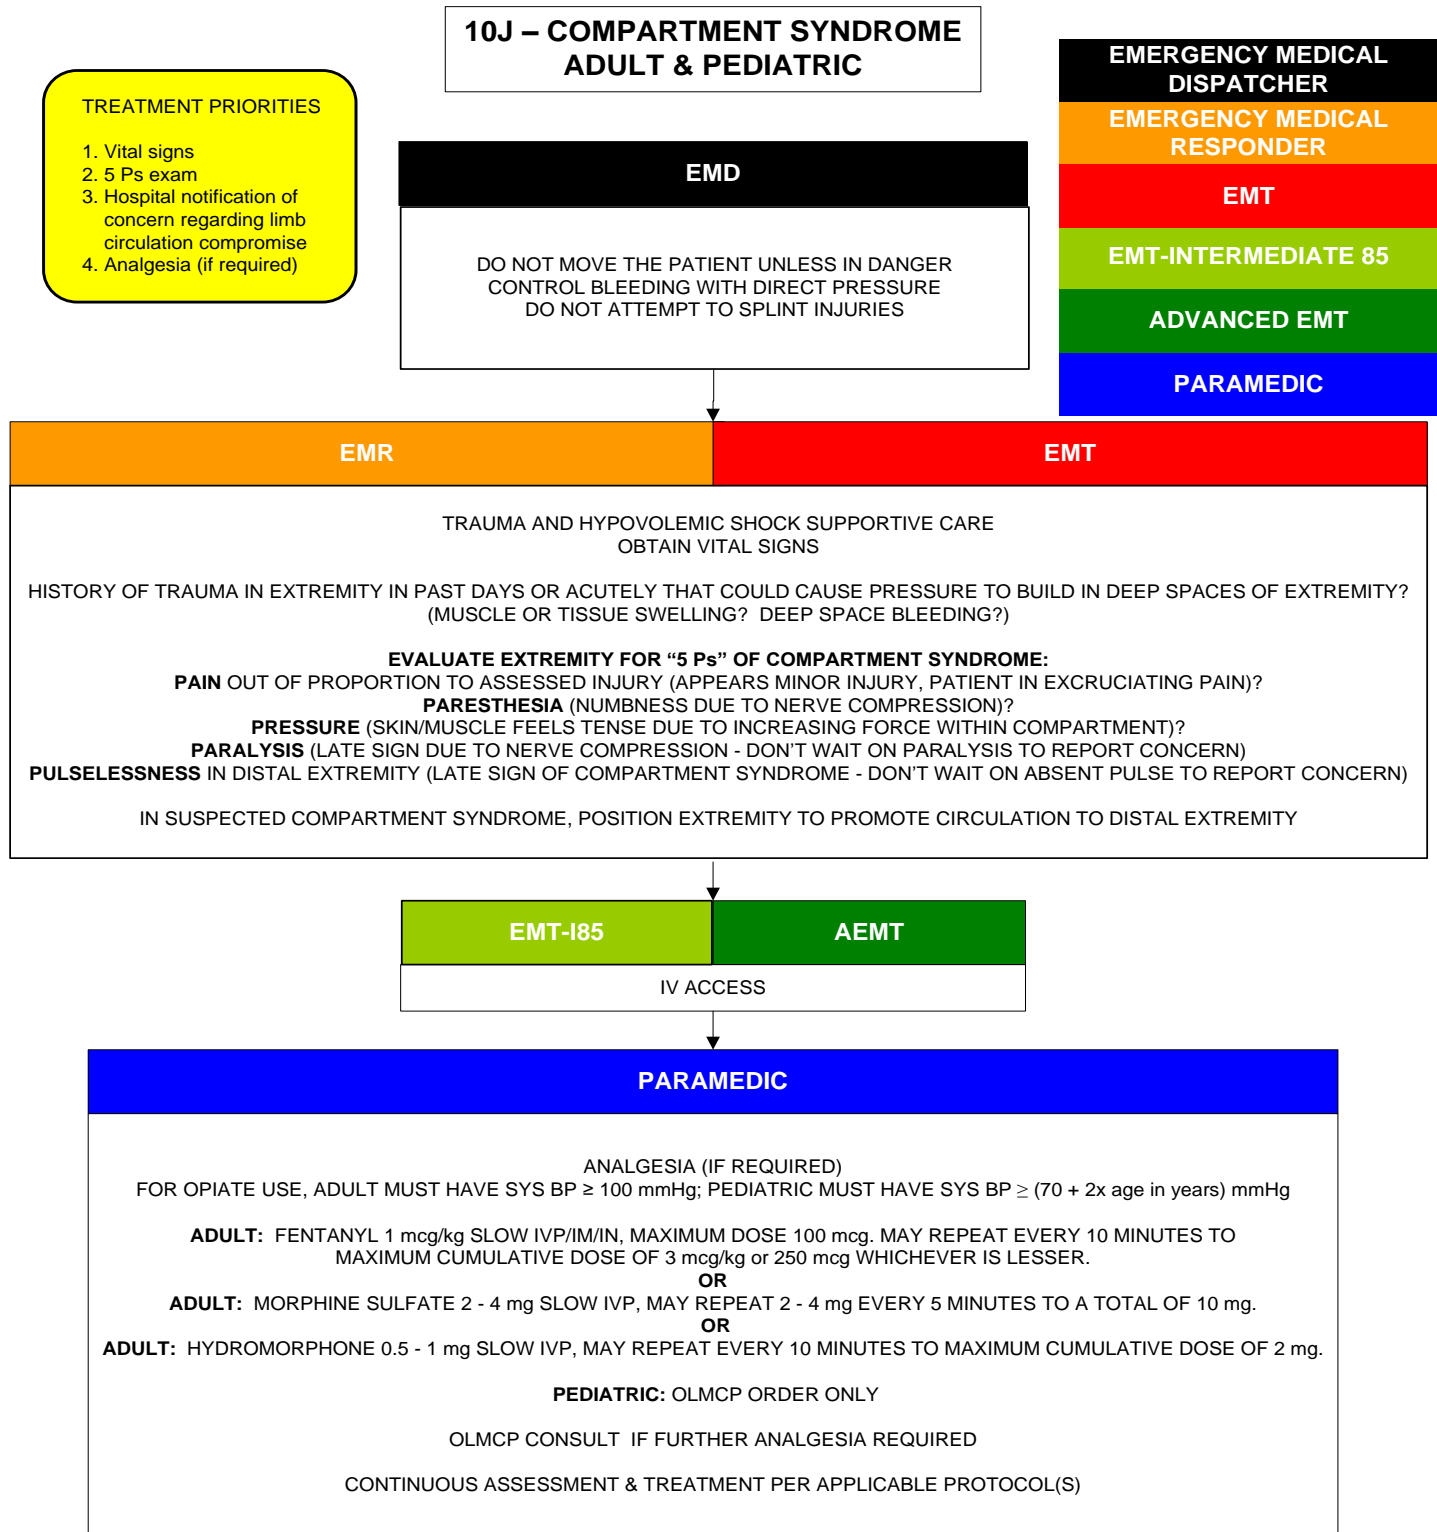 10J – COMPARTMENT SYNDROME
ADULT & PEDIATRIC
TREATMENT PRIORITIES
1. Vital signs
2. 5 Ps exam
3. Hospital notification of
concern regarding limb
circulation compromise
4. Analgesia (if required)
EMERGENCY MEDICAL
DISPATCHER
EMERGENCY MEDICAL
RESPONDER
EMT
EMT-INTERMEDIATE 85
ADVANCED EMT
PARAMEDIC
EMD
DO NOT MOVE THE PATIENT UNLESS IN DANGER
CONTROL BLEEDING WITH DIRECT PRESSURE
DO NOT ATTEMPT TO SPLINT INJURIES
EMR
EMT
TRAUMA AND HYPOVOLEMIC SHOCK SUPPORTIVE CARE
OBTAIN VITAL SIGNS
HISTORY OF TRAUMA IN EXTREMITY IN PAST DAYS OR ACUTELY THAT COULD CAUSE PRESSURE TO BUILD IN DEEP SPACES OF EXTREMITY?
(MUSCLE OR TISSUE SWELLING? DEEP SPACE BLEEDING?)
EVALUATE EXTREMITY FOR “5 Ps” OF COMPARTMENT SYNDROME:
PAIN OUT OF PROPORTION TO ASSESSED INJURY (APPEARS MINOR INJURY, PATIENT IN EXCRUCIATING PAIN)?
PARESTHESIA (NUMBNESS DUE TO NERVE COMPRESSION)?
PRESSURE (SKIN/MUSCLE FEELS TENSE DUE TO INCREASING FORCE WITHIN COMPARTMENT)?
PARALYSIS (LATE SIGN DUE TO NERVE COMPRESSION - DON’T WAIT ON PARALYSIS TO REPORT CONCERN)
PULSELESSNESS IN DISTAL EXTREMITY (LATE SIGN OF COMPARTMENT SYNDROME - DON’T WAIT ON ABSENT PULSE TO REPORT CONCERN)
IN SUSPECTED COMPARTMENT SYNDROME, POSITION EXTREMITY TO PROMOTE CIRCULATION TO DISTAL EXTREMITY
EMT-I85
AEMT
IV ACCESS
PARAMEDIC
ANALGESIA (IF REQUIRED)
FOR OPIATE USE, ADULT MUST HAVE SYS BP ≥ 100 mmHg; PEDIATRIC MUST HAVE SYS BP ≥ (70 + 2x age in years) mmHg
ADULT: FENTANYL 1 mcg/kg SLOW IVP/IM/IN, MAXIMUM DOSE 100 mcg. MAY REPEAT EVERY 10 MINUTES TO
MAXIMUM CUMULATIVE DOSE OF 3 mcg/kg or 250 mcg WHICHEVER IS LESSER.
OR
ADULT: MORPHINE SULFATE 2 - 4 mg SLOW IVP, MAY REPEAT 2 - 4 mg EVERY 5 MINUTES TO A TOTAL OF 10 mg.
OR
ADULT: HYDROMORPHONE 0.5 - 1 mg SLOW IVP, MAY REPEAT EVERY 10 MINUTES TO MAXIMUM CUMULATIVE DOSE OF 2 mg.
PEDIATRIC: OLMCP ORDER ONLY
OLMCP CONSULT IF FURTHER ANALGESIA REQUIRED
CONTINUOUS ASSESSMENT & TREATMENT PER APPLICABLE PROTOCOL(S)